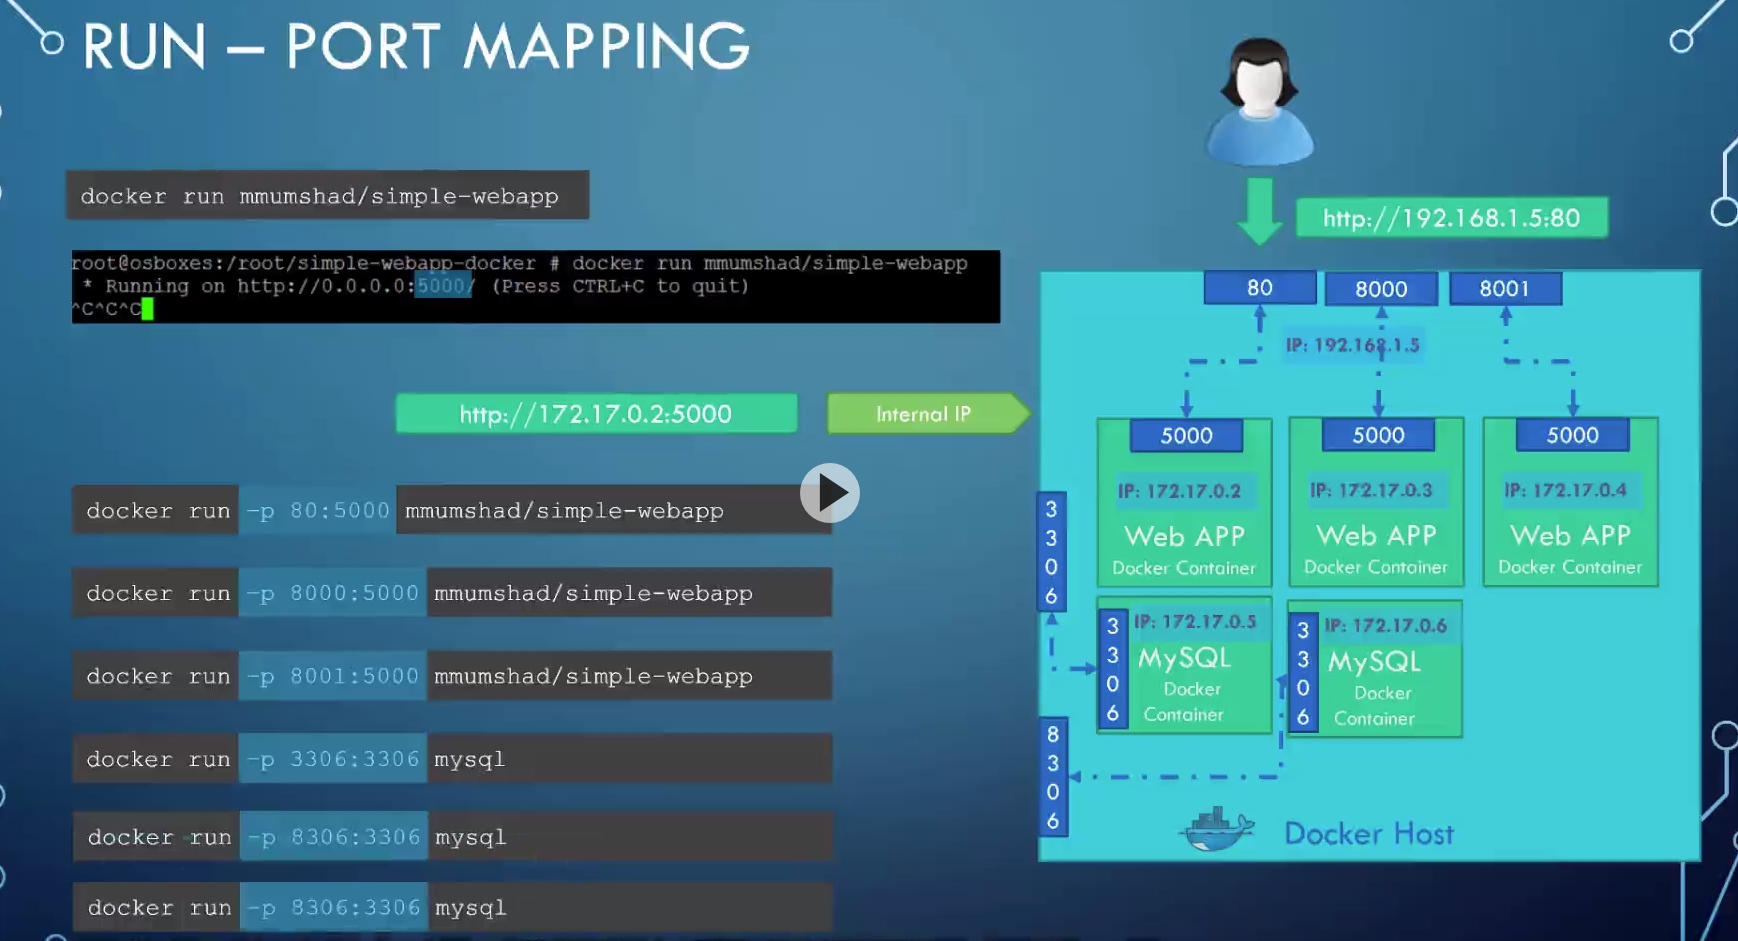 RUN – PORT MAPPING
docker run mmumshad/simple-webapp
root@osboxes:/root/simple-webapp-docker # docker run mmumshad/simple-webapp
* Running on http://0.0.0.0:5000/ (Press CTRL+C to quit)
^C^C^C
http://172.17.0.2:5000
Internal IP
docker run -p 80:5000 mmumshad/simple-webapp
docker run -p 8000:5000 mmumshad/simple-webapp
docker run -p 8001:5000 mmumshad/simple-webapp
docker run -p 3306:3306 mysql
docker run -p 8306:3306 mysql
docker run -p 8306:3306 mysql
http://192.168.1.5:80
80
8000
8001
IP: 192.168.1.5
5000
IP: 172.17.0.2
Web APP
Docker Container
5000
IP: 172.17.0.3
Web APP
Docker Container
5000
IP: 172.17.0.4
Web APP
Docker Container
3306
3306
IP: 172.17.0.5
MySQL
Docker
Container
3306
IP: 172.17.0.6
MySQL
Docker
Container
8306
Docker Host